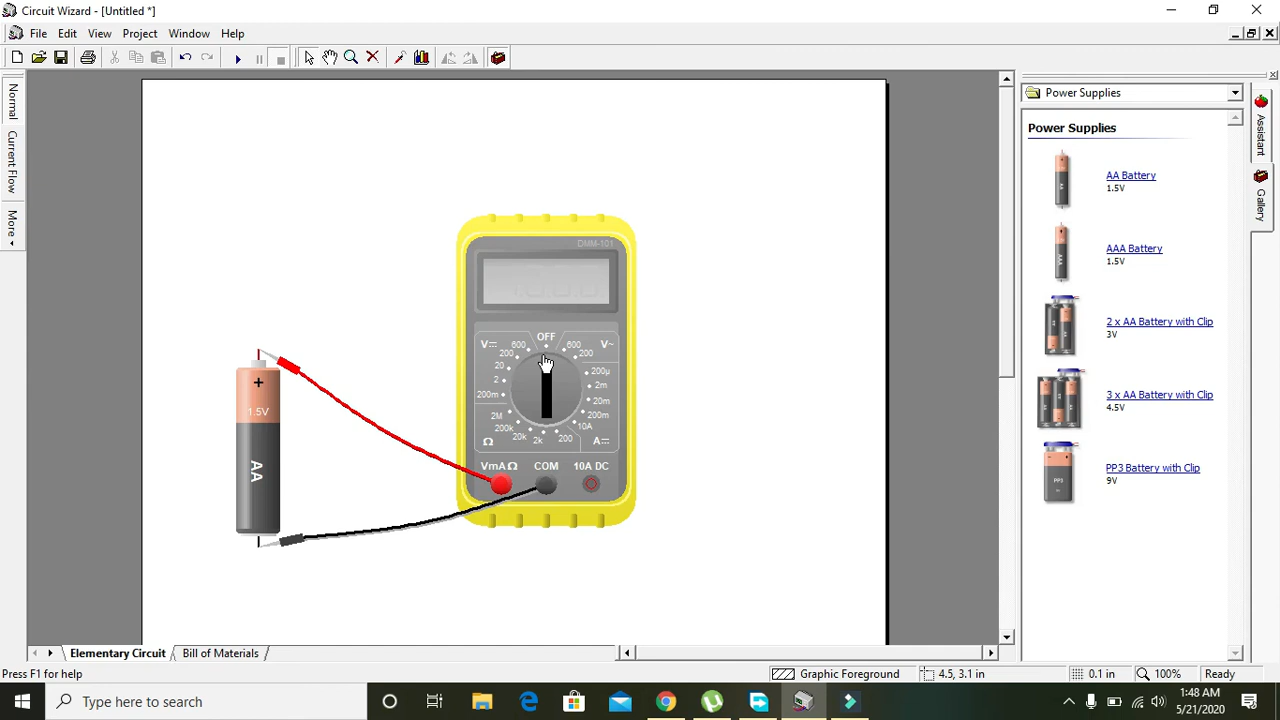 Circuit Wizard - [Untitled *]
File Edit View Project Window Help
Normal
Current Flow
More
Power Supplies
Power Supplies
AA Battery
1.5V
AAA Battery
1.5V
2 x AA Battery with Clip
3V
3 x AA Battery with Clip
4.5V
PP3 Battery with Clip
9V
Assistant
Gallery
DMM-101
OFF
V⎓ 600 200 20 2 200m
600 200 V~
200µ 2m 20m 200m 10A
A⎓
2M 200k 20k 2k 200
Ω
VmAΩ COM 10A DC
+
1.5V
AA
Elementary Circuit Bill of Materials
Press F1 for help
Graphic Foreground 4.5, 3.1 in 0.1 in 100% Ready
Type here to search
1:48 AM
5/21/2020